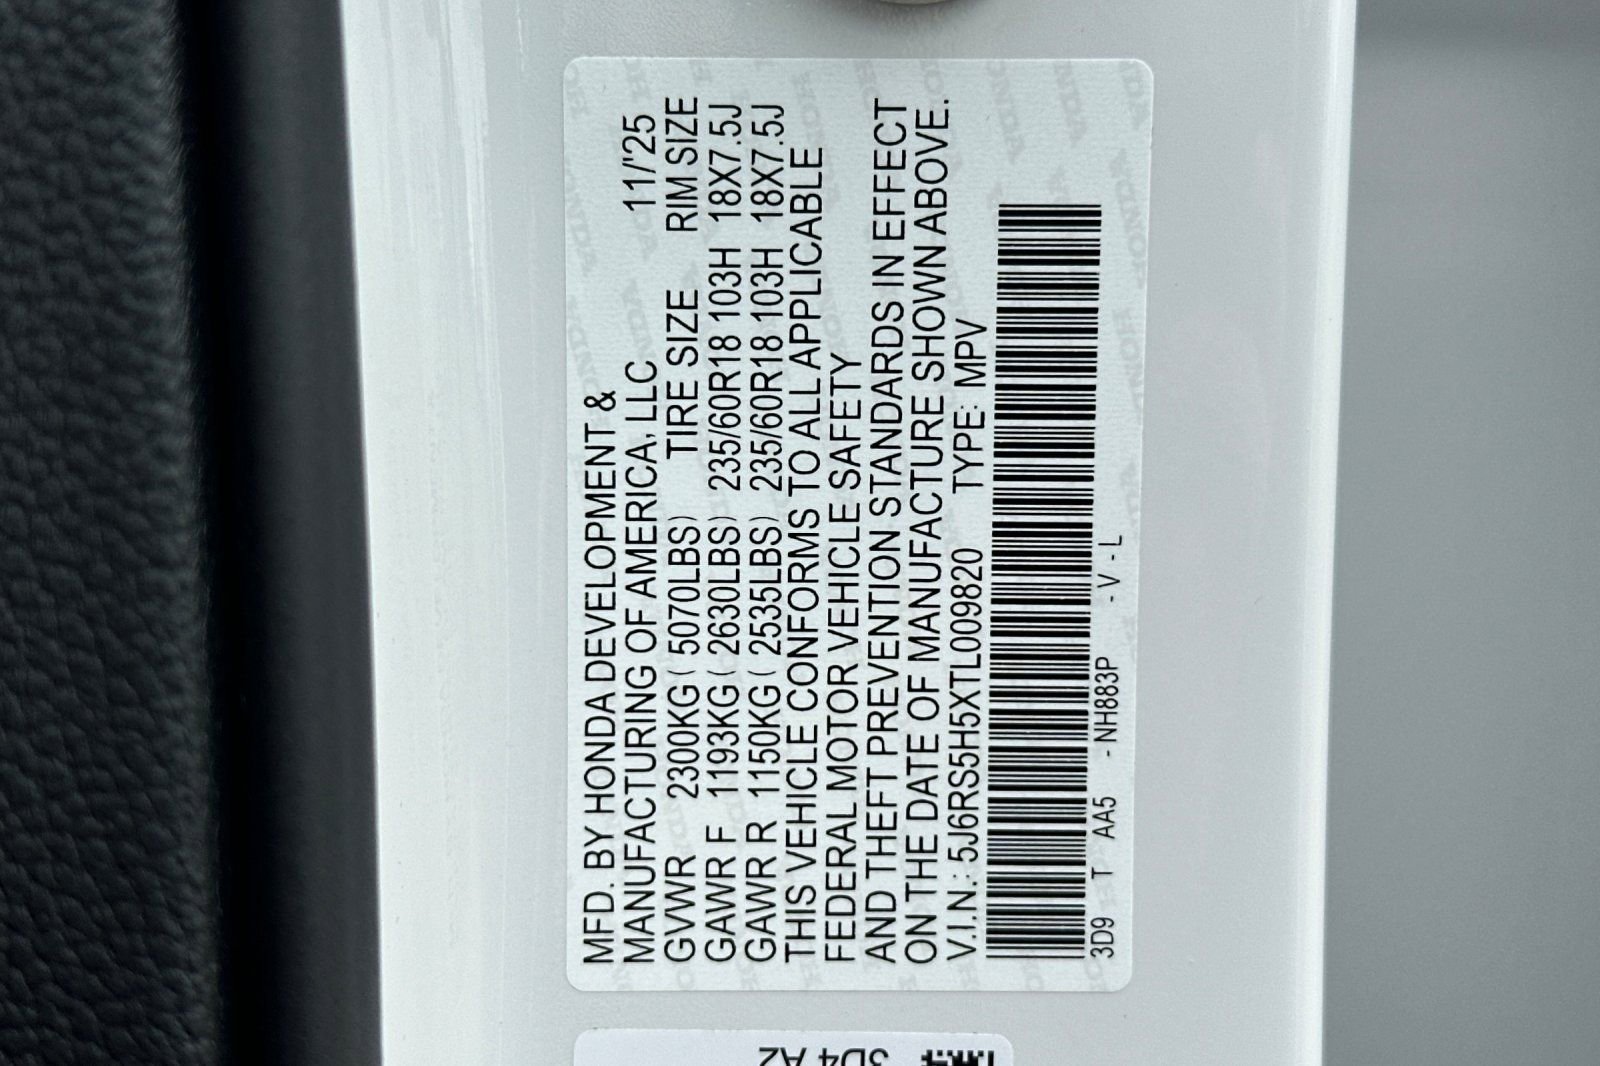 MFD. BY HONDA DEVELOPMENT &
MANUFACTURING OF AMERICA, LLC 11/'25
GVWR 2300KG ( 5070LBS) TIRE SIZE RIM SIZE
GAWR F 1193KG ( 2630LBS) 235/60R18 103H 18X7.5J
GAWR R 1150KG ( 2535LBS) 235/60R18 103H 18X7.5J
THIS VEHICLE CONFORMS TO ALL APPLICABLE
FEDERAL MOTOR VEHICLE SAFETY
AND THEFT PREVENTION STANDARDS IN EFFECT
ON THE DATE OF MANUFACTURE SHOWN ABOVE.
V.I.N.: 5J6RS5H5XTL009820 TYPE: MPV
3D9 T AA5 - NH883P - V - L
3D4 A2